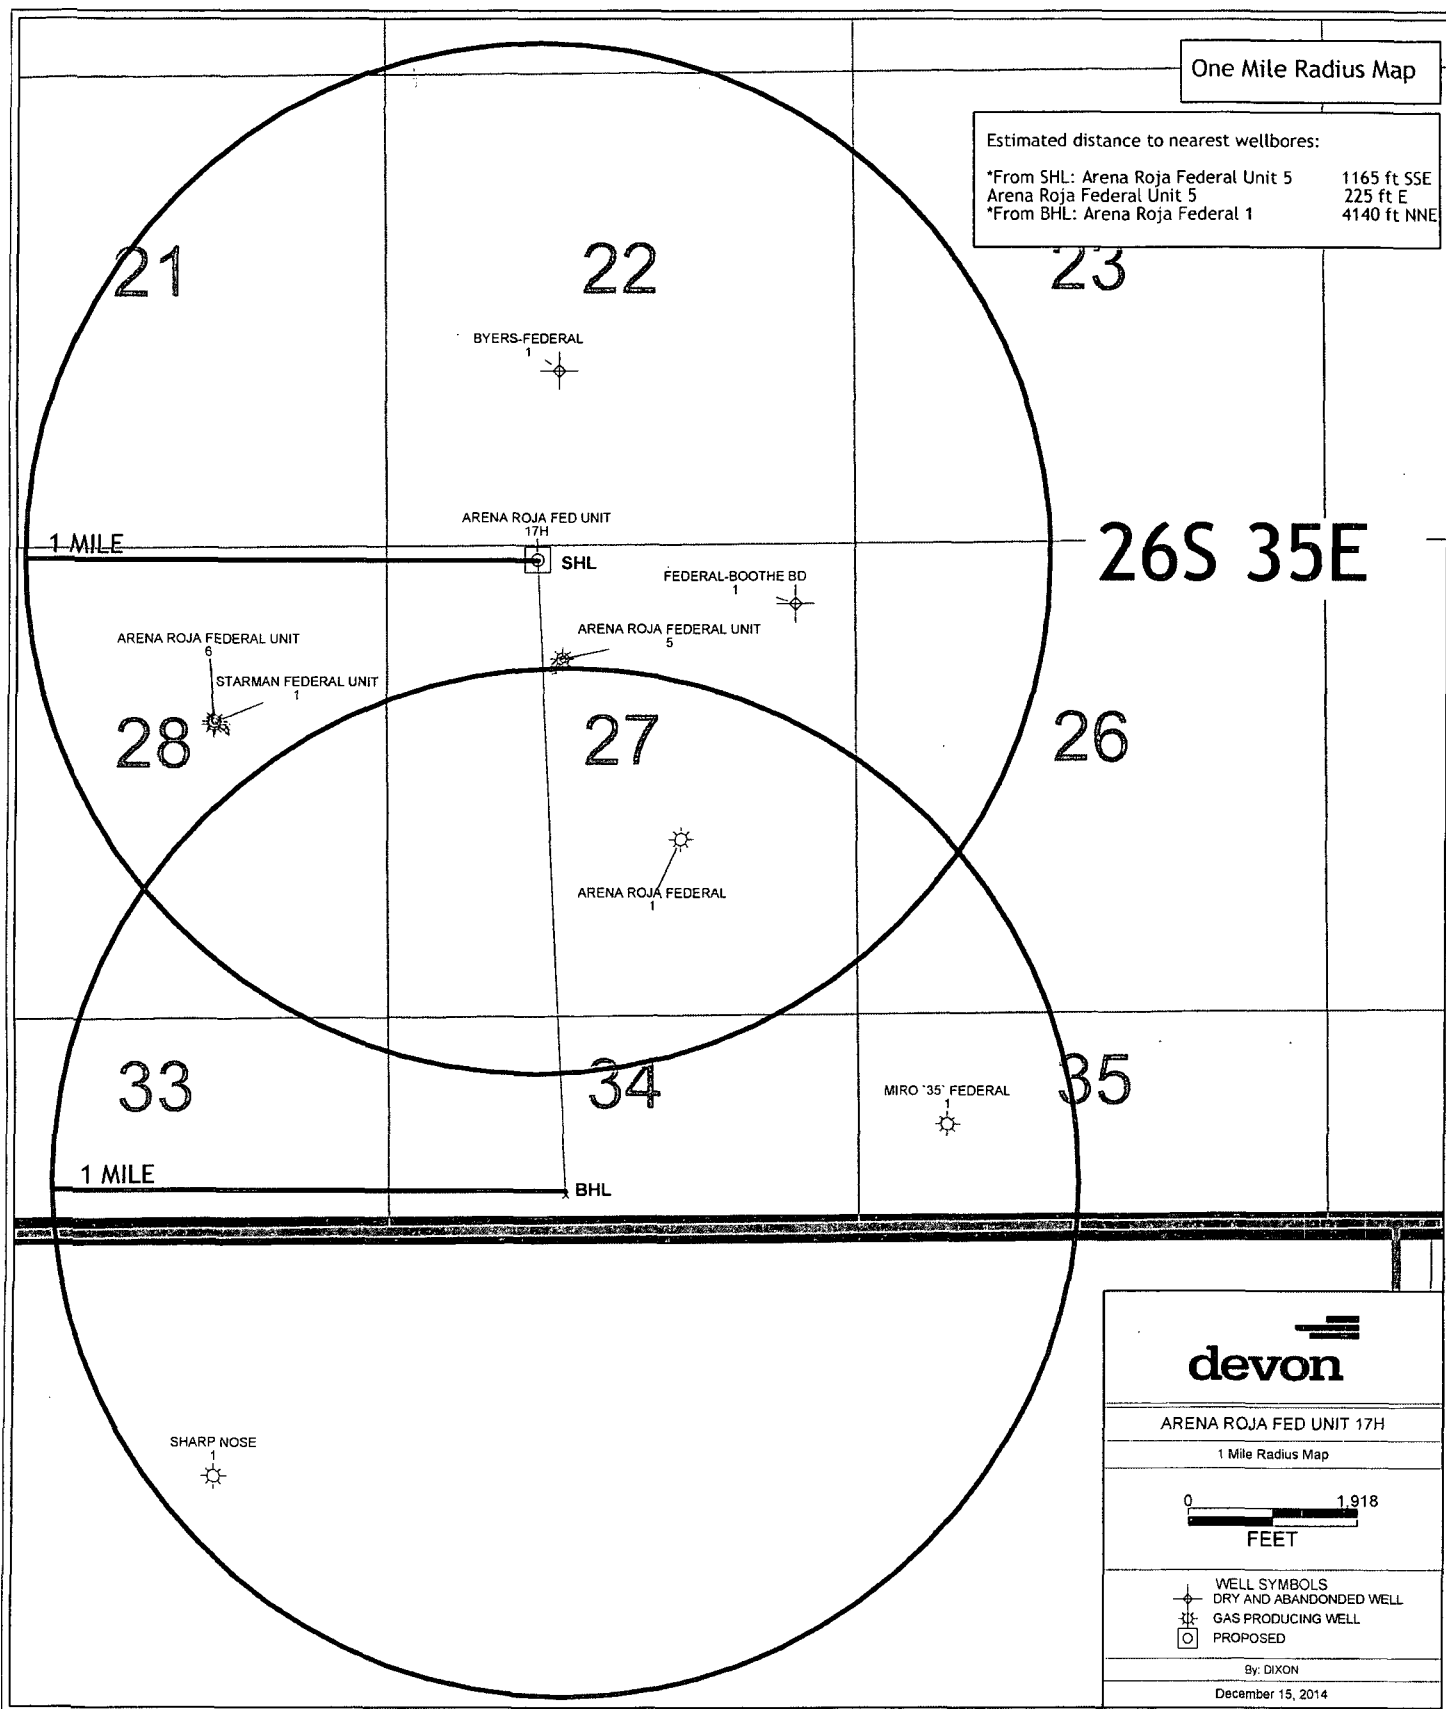 One Mile Radius Map
Estimated distance to nearest wellbores:
*From SHL: Arena Roja Federal Unit 5 1165 ft SSE
Arena Roja Federal Unit 5 225 ft E
*From BHL: Arena Roja Federal 1 4140 ft NNE
21
22
23
BYERS-FEDERAL
1
ARENA ROJA FED UNIT
17H
1 MILE
SHL
26S 35E
FEDERAL-BOOTHE BD
1
ARENA ROJA FEDERAL UNIT
5
ARENA ROJA FEDERAL UNIT
6
STARMAN FEDERAL UNIT
1
28
27
26
ARENA ROJA FEDERAL
1
33
34
35
MIRO `35` FEDERAL
1
1 MILE
BHL
SHARP NOSE
1
devon
ARENA ROJA FED UNIT 17H
1 Mile Radius Map
0 1,918
FEET
WELL SYMBOLS
DRY AND ABANDONDED WELL
GAS PRODUCING WELL
PROPOSED
By: DIXON
December 15, 2014